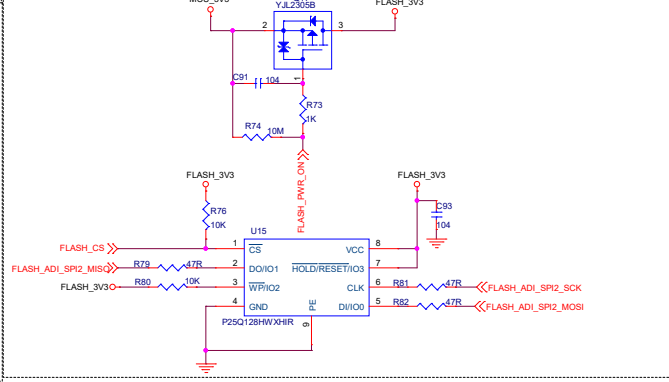 YJL2305B
FLASH_3V3
2
3
C91
104
1
R73
1K
R74
10M
FLASH_PWR_ON
FLASH_3V3
FLASH_3V3
R76
10K
C93
104
U15
FLASH_CS
1
CS
VCC
8
FLASH_ADI_SPI2_MISO
R79
47R
2
DO/IO1
HOLD/RESET/IO3
7
FLASH_3V3
R80
10K
3
WP/IO2
CLK
6
R81
47R
FLASH_ADI_SPI2_SCK
4
GND
DI/IO0
5
R82
47R
FLASH_ADI_SPI2_MOSI
PE
9
P25Q128HWXHIR